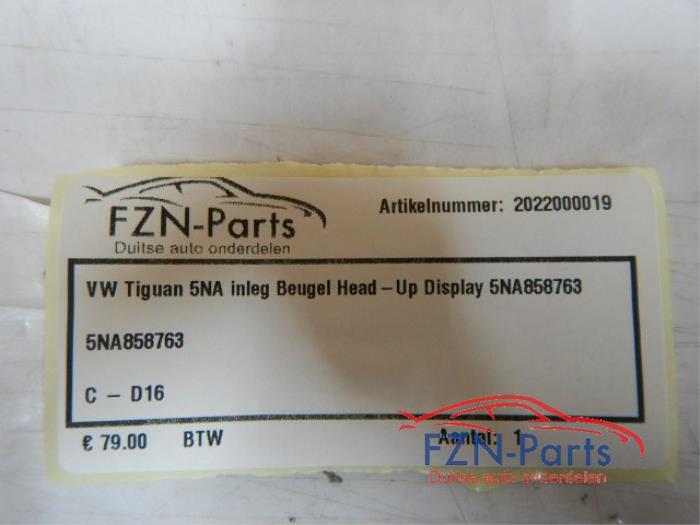 FZN-Parts
Duitse auto onderdelen
Artikelnummer: 2022000019
VW Tiguan 5NA inleg Beugel Head-Up Display 5NA858763
5NA858763
C - D16
€ 79.00 BTW Aantal: 1
FZN-Parts
Duitse auto onderdelen